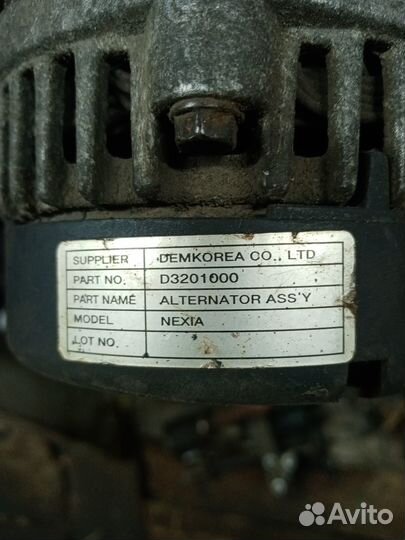 SUPPLIER DEMKOREA CO., LTD
PART NO. D3201000
PART NAME ALTERNATOR ASS'Y
MODEL NEXIA
LOT NO.
Avito